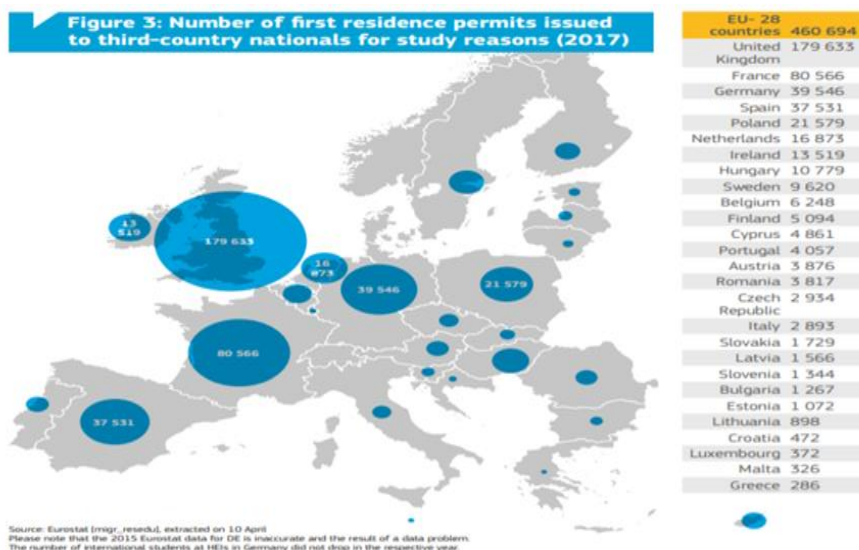 Figure 3: Number of first residence permits issued
to third-country nationals for study reasons (2017)
EU- 28
countries 460 694
United 179 633
Kingdom
France 80 566
Germany 39 546
Spain 37 531
Poland 21 579
Netherlands 16 873
Ireland 13 519
Hungary 10 779
Sweden 9 620
Belgium 6 248
Finland 5 094
Cyprus 4 861
Portugal 4 057
Austria 3 876
Romania 3 817
Czech 2 934
Republic
Italy 2 893
Slovakia 1 729
Latvia 1 566
Slovenia 1 344
Bulgaria 1 267
Estonia 1 072
Lithuania 898
Croatia 472
Luxembourg 372
Malta 326
Greece 286
13
519
179 633
16
873
39 546
21 579
80 566
37 531
Source: Eurostat [migr_resedu], extracted on 10 April
Please note that the 2015 Eurostat data for DE is inaccurate and the result of a data problem.
The number of international students at HEIs in Germany did not drop in the respective year.